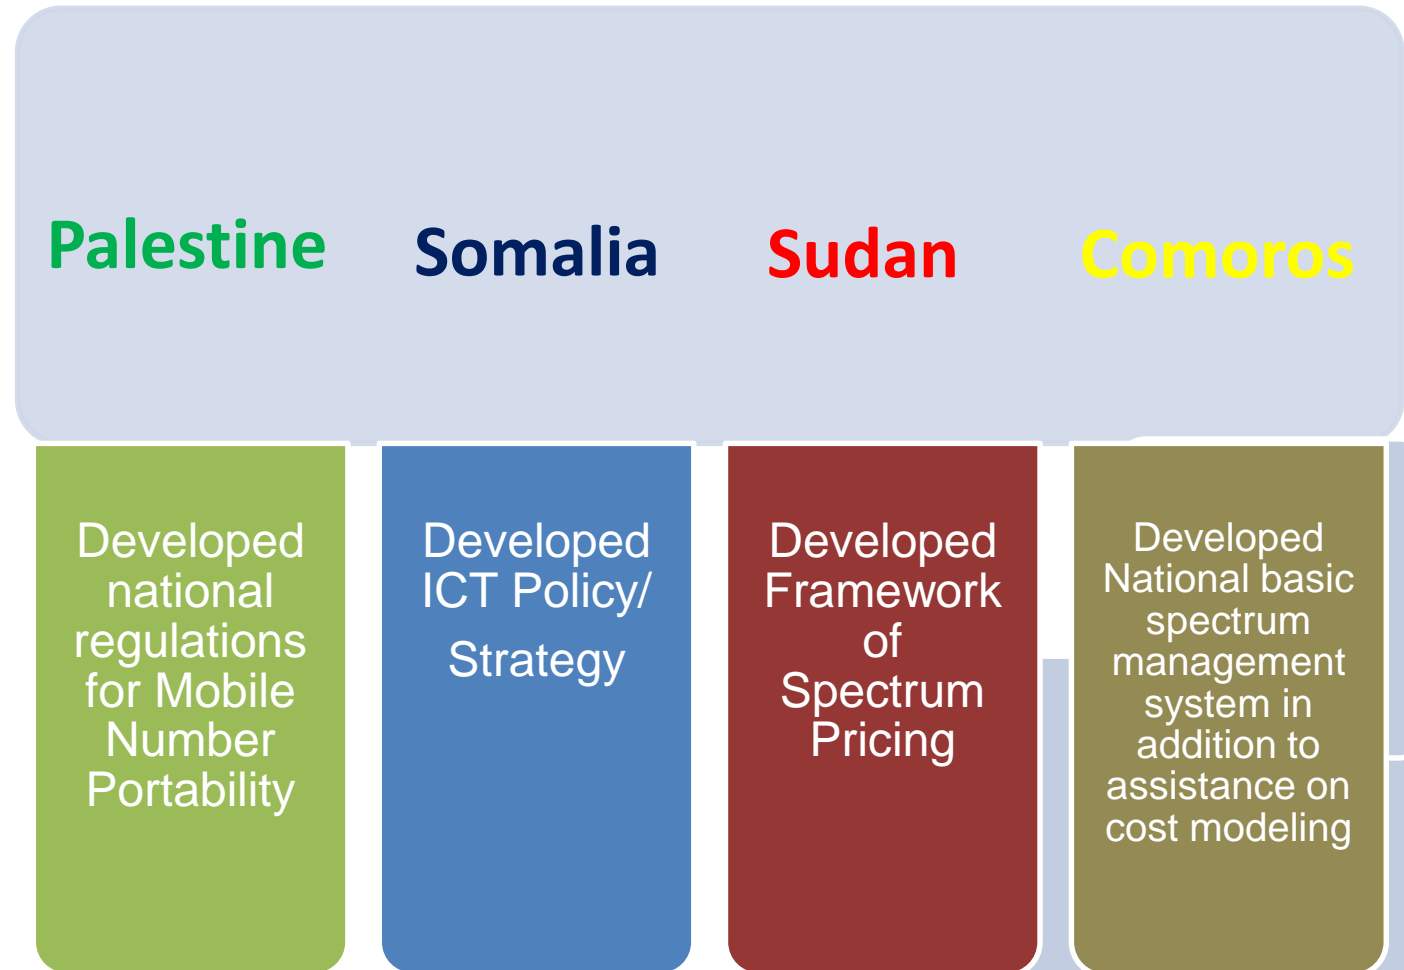 Palestine
Somalia
Sudan
Comoros
Developed
national
regulations
for Mobile
Number
Portability
Developed
ICT Policy/
Strategy
Developed
Framework
of
Spectrum
Pricing
Developed
National basic
spectrum
management
system in
addition to
assistance on
cost modeling